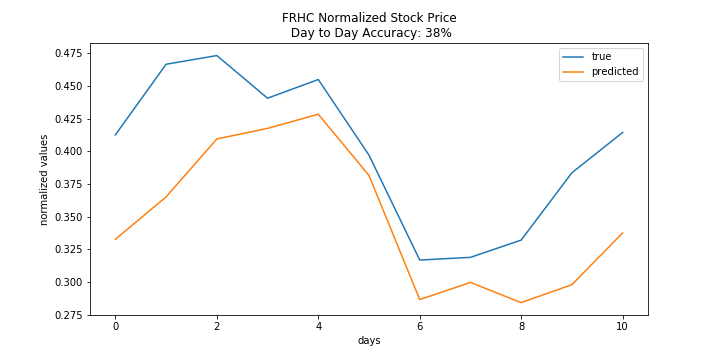 FRHC Normalized Stock Price
Day to Day Accuracy: 38%
true
predicted
normalized values
0.475
0.450
0.425
0.400
0.375
0.350
0.325
0.300
0.275
0 2 4 6 8 10
days